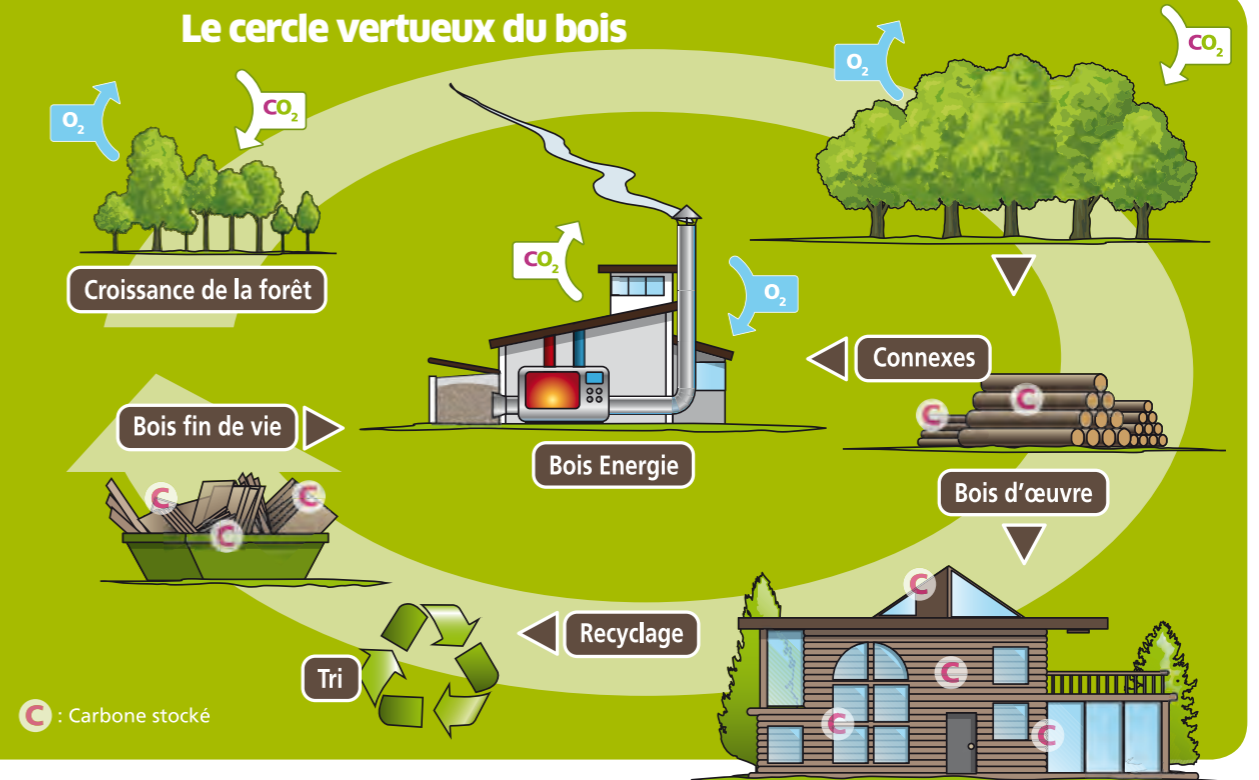 Le cercle vertueux du bois
O₂
CO₂
O₂
CO₂
Croissance de la forêt
CO₂
O₂
Connexes
C
C
Bois fin de vie
Bois Energie
Bois d'œuvre
C
C
C
C
Recyclage
Tri
C
C
C
C : Carbone stocké